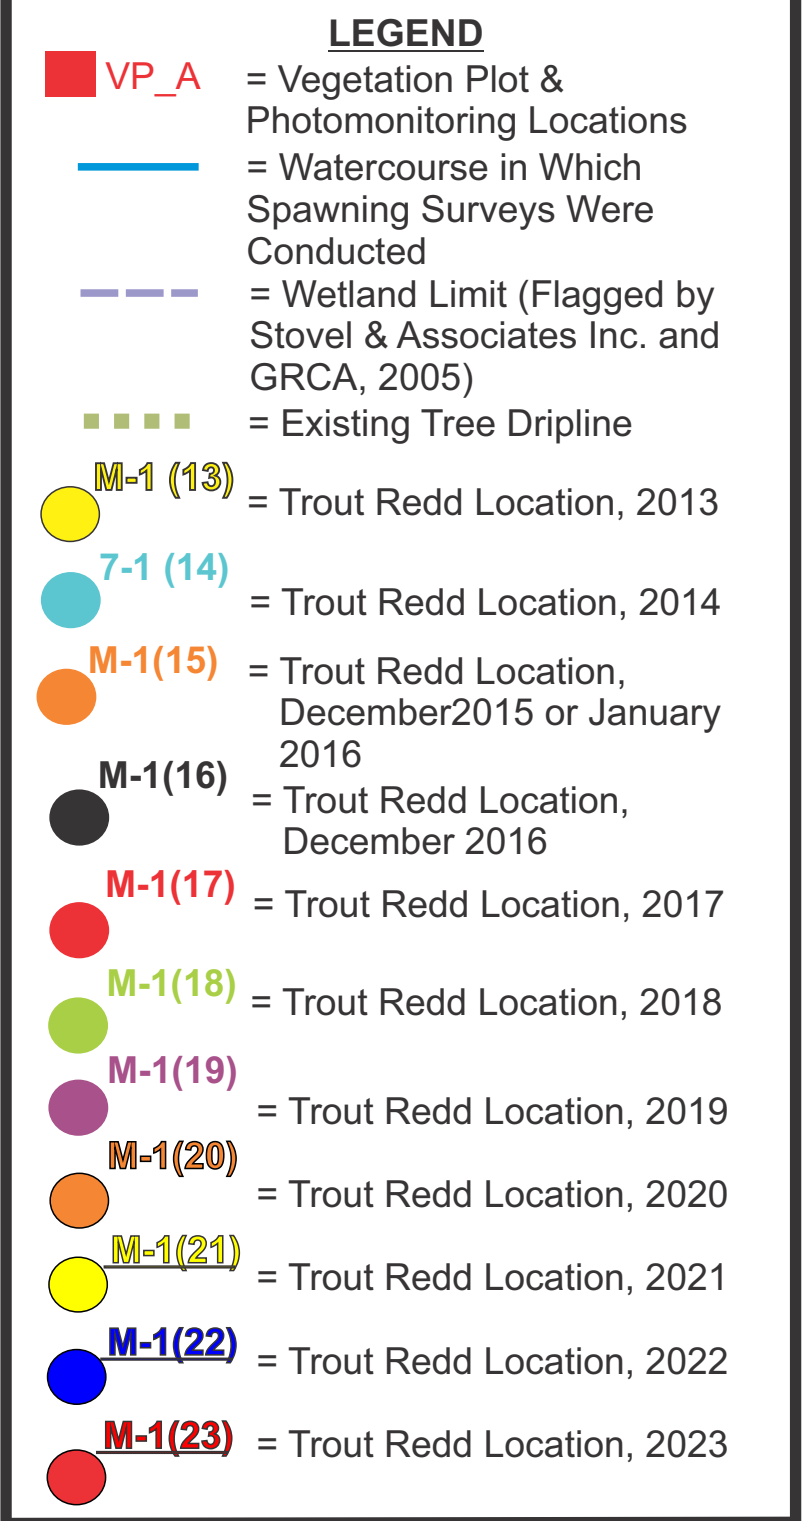 LEGEND
VP_A = Vegetation Plot &
Photomonitoring Locations
= Watercourse in Which
Spawning Surveys Were
Conducted
= Wetland Limit (Flagged by
Stovel & Associates Inc. and
GRCA, 2005)
= Existing Tree Dripline
M-1 (13)
= Trout Redd Location, 2013
7-1 (14)
= Trout Redd Location, 2014
M-1(15)
= Trout Redd Location,
December2015 or January
2016
M-1(16)
= Trout Redd Location,
December 2016
M-1(17)
= Trout Redd Location, 2017
M-1(18)
= Trout Redd Location, 2018
M-1(19)
= Trout Redd Location, 2019
M-1(20)
= Trout Redd Location, 2020
M-1(21)
= Trout Redd Location, 2021
M-1(22)
= Trout Redd Location, 2022
M-1(23)
= Trout Redd Location, 2023